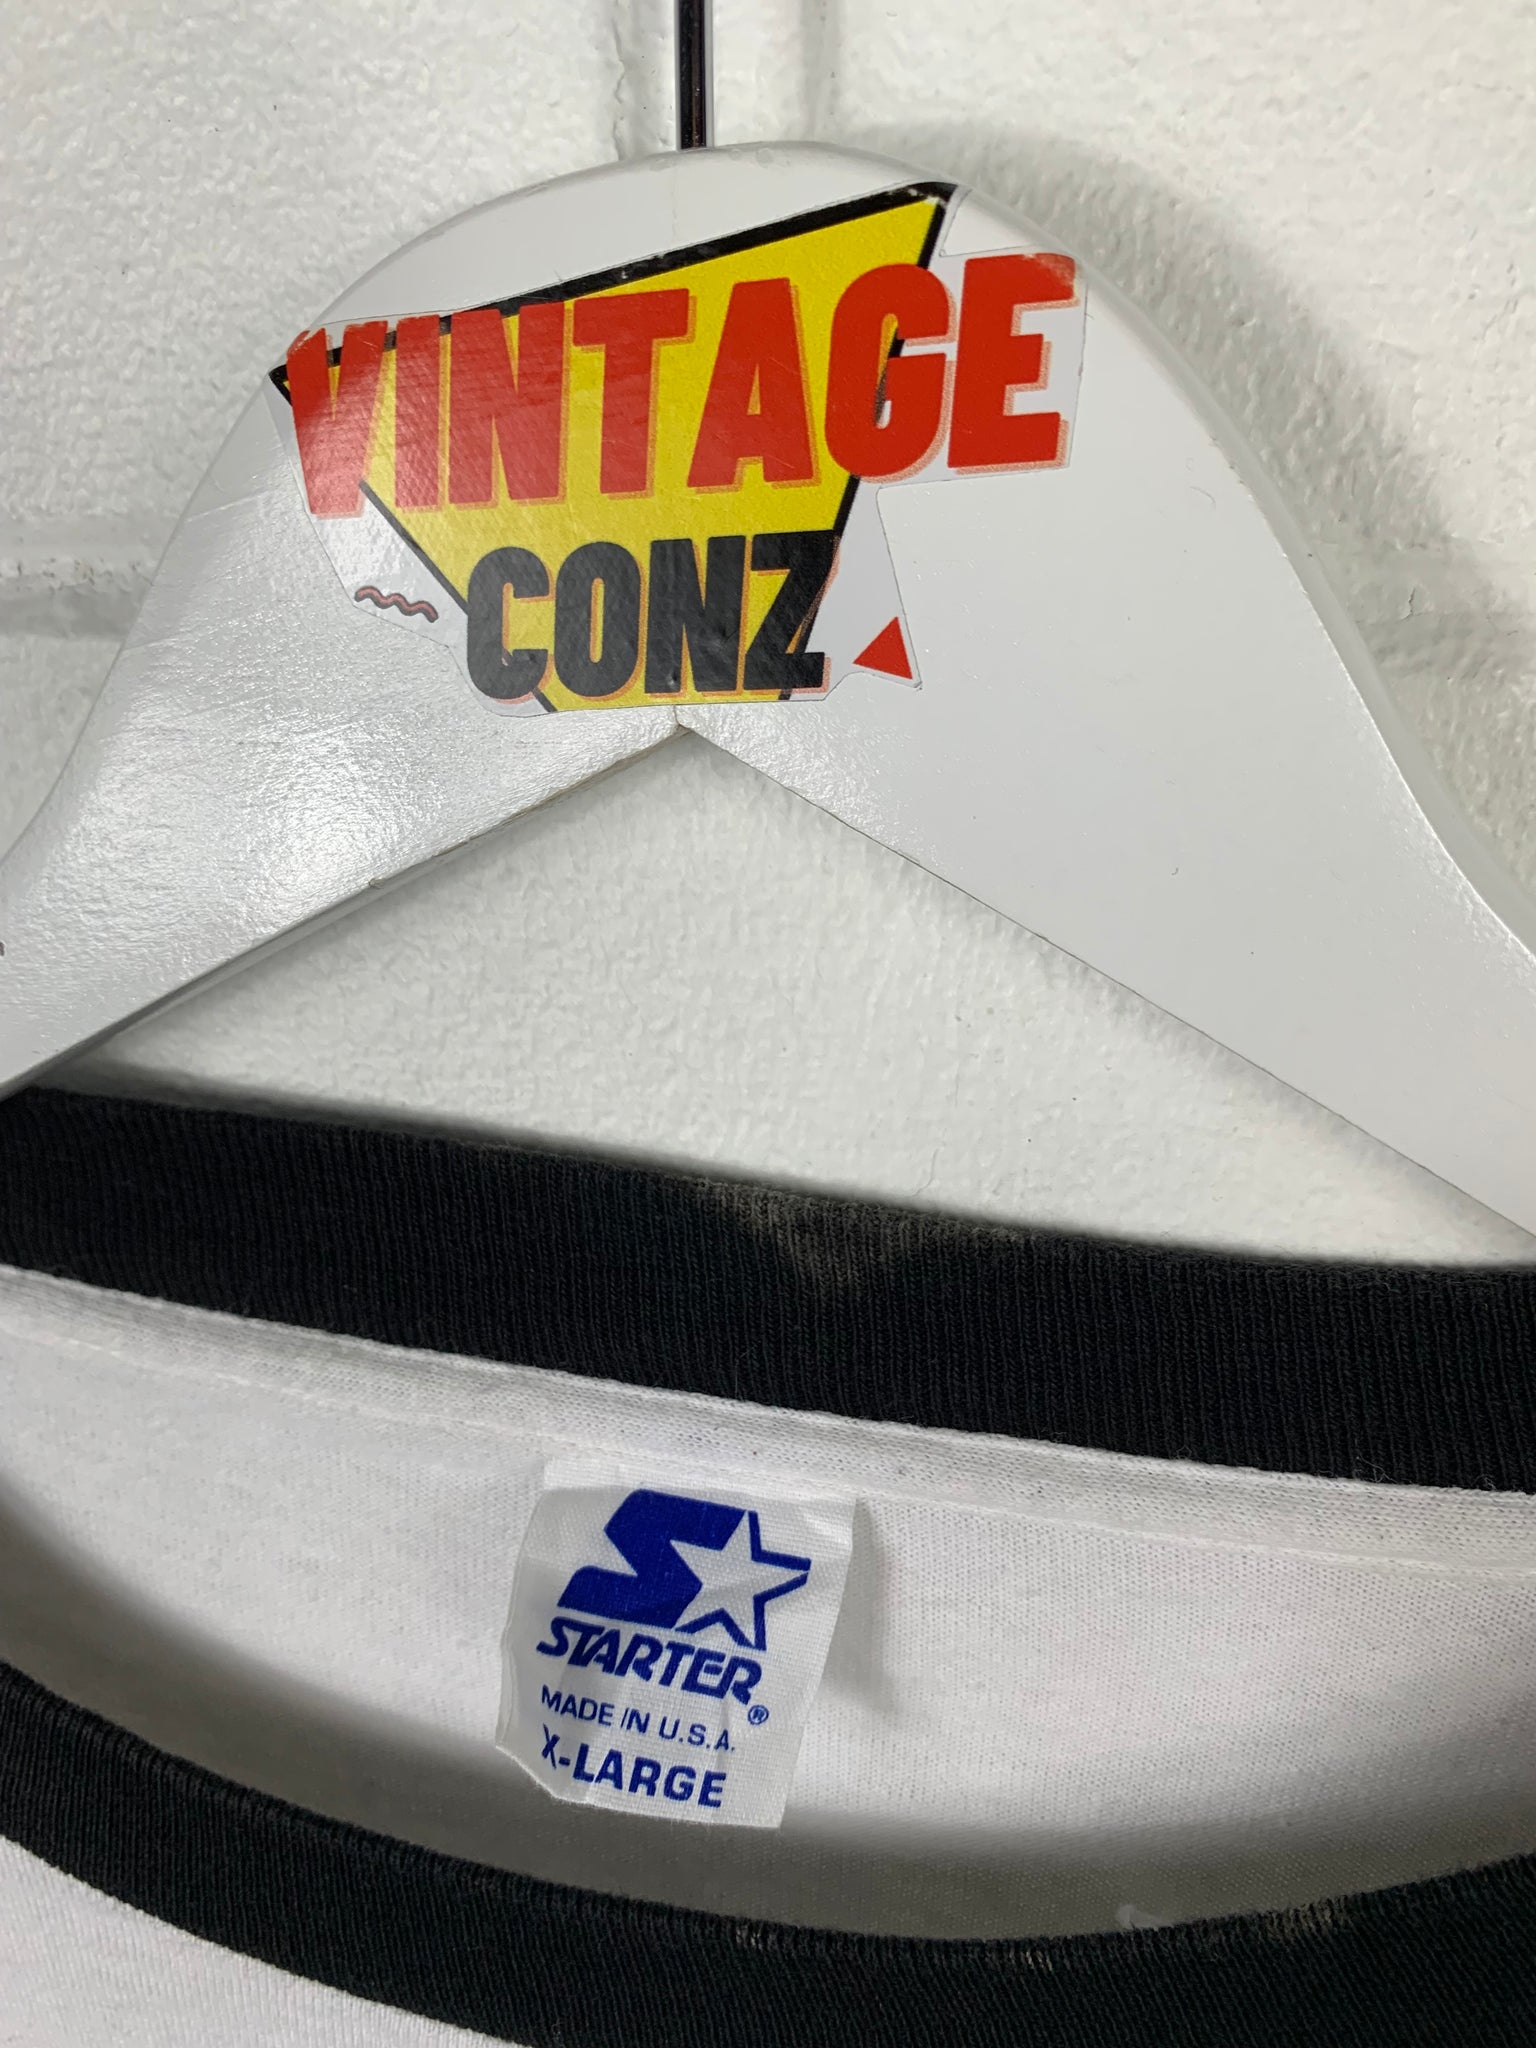 VINTAGE
CONZ
STARTER®
MADE IN U.S.A.
X-LARGE